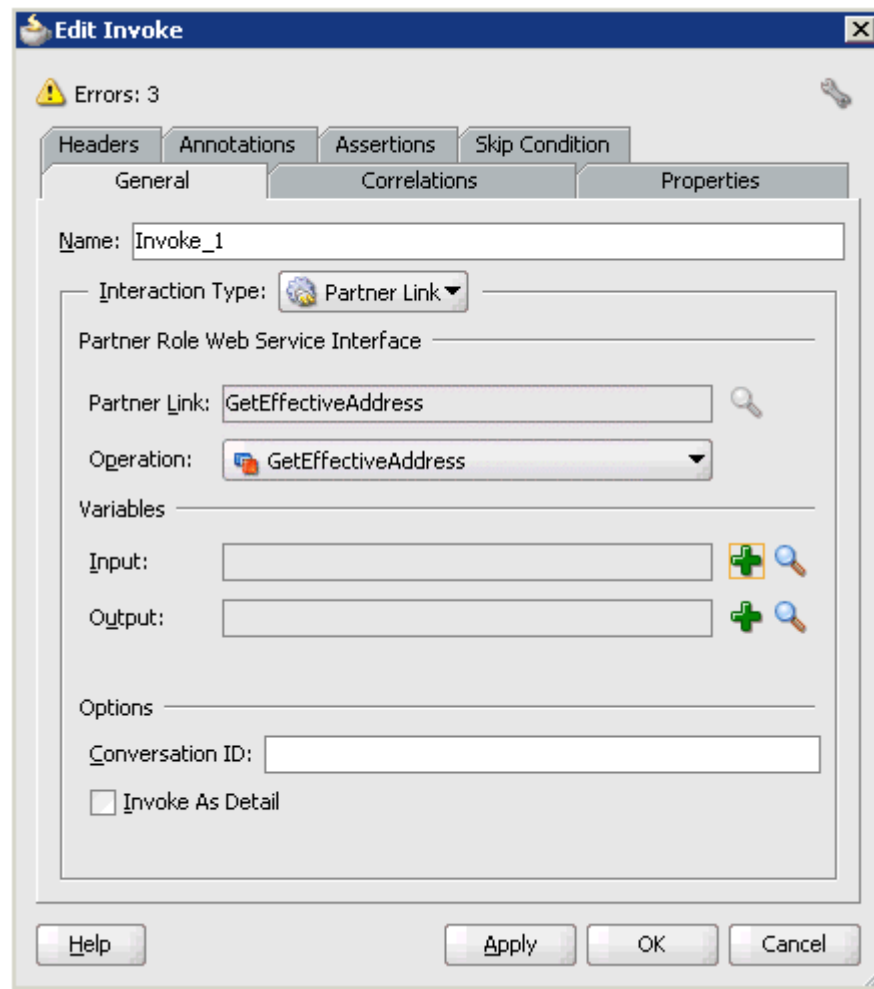 Edit Invoke
Errors: 3
Headers Annotations Assertions Skip Condition
General Correlations Properties
Name: Invoke_1
Interaction Type: Partner Link
Partner Role Web Service Interface
Partner Link: GetEffectiveAddress
Operation: GetEffectiveAddress
Variables
Input:
Output:
Options
Conversation ID:
Invoke As Detail
Help Apply OK Cancel